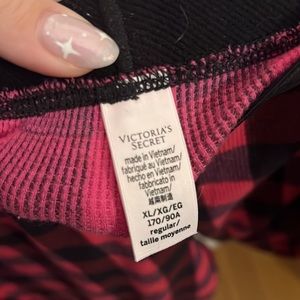 VICTORIA'S
SECRET
made in Vietnam/
fabriqué au Vietnam/
hecho en Vietnam/
fabbricato in
Vietnam/
越南制造
XL/XG/EG
170/90A
regular/
taille moyenne